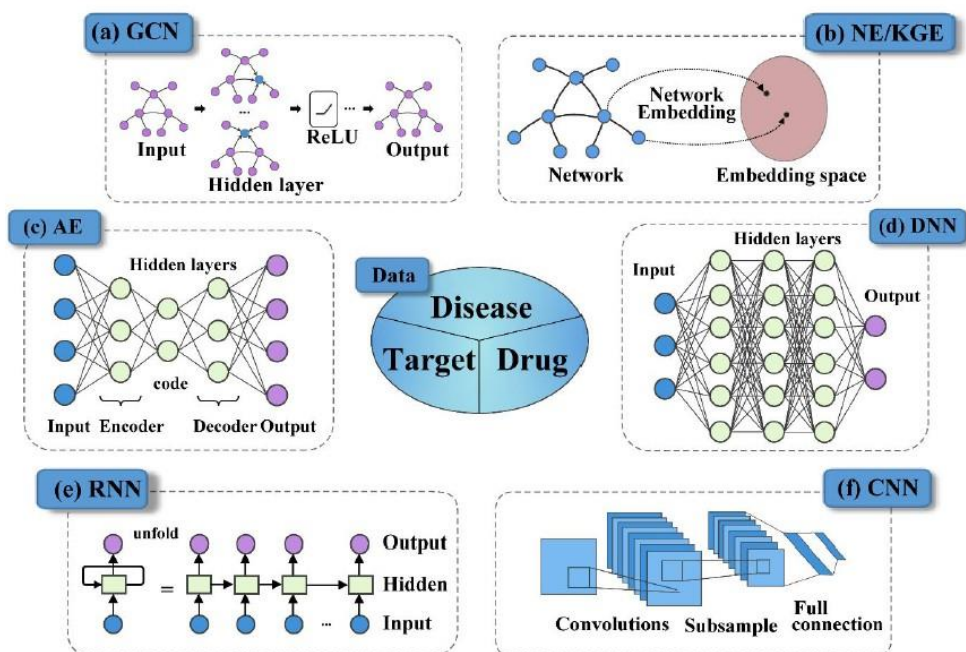 (a) GCN
Input
...
Hidden layer
ReLU
...
Output
(b) NE/KGE
Network
Embedding
Network
Embedding space
(c) AE
Hidden layers
code
Input Encoder Decoder Output
Data
Disease
Target Drug
(d) DNN
Hidden layers
Input
Output
(e) RNN
unfold
Output
=
Hidden
...
Input
(f) CNN
Convolutions Subsample Full
connection